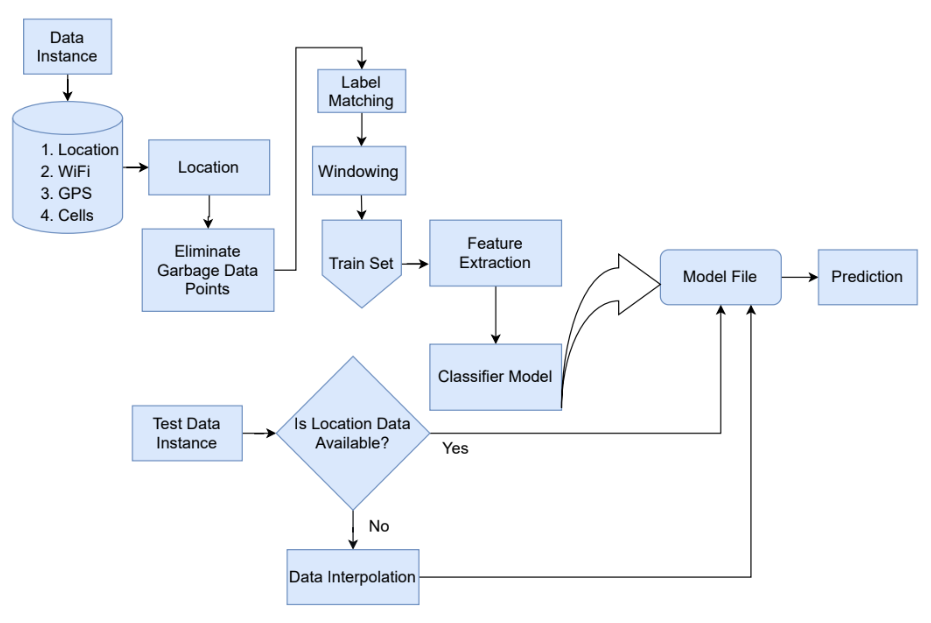 Data
Instance
1. Location
2. WiFi
3. GPS
4. Cells
Location
Eliminate
Garbage Data
Points
Label
Matching
Windowing
Train Set
Feature
Extraction
Classifier Model
Model File
Prediction
Test Data
Instance
Is Location Data
Available?
Yes
No
Data Interpolation